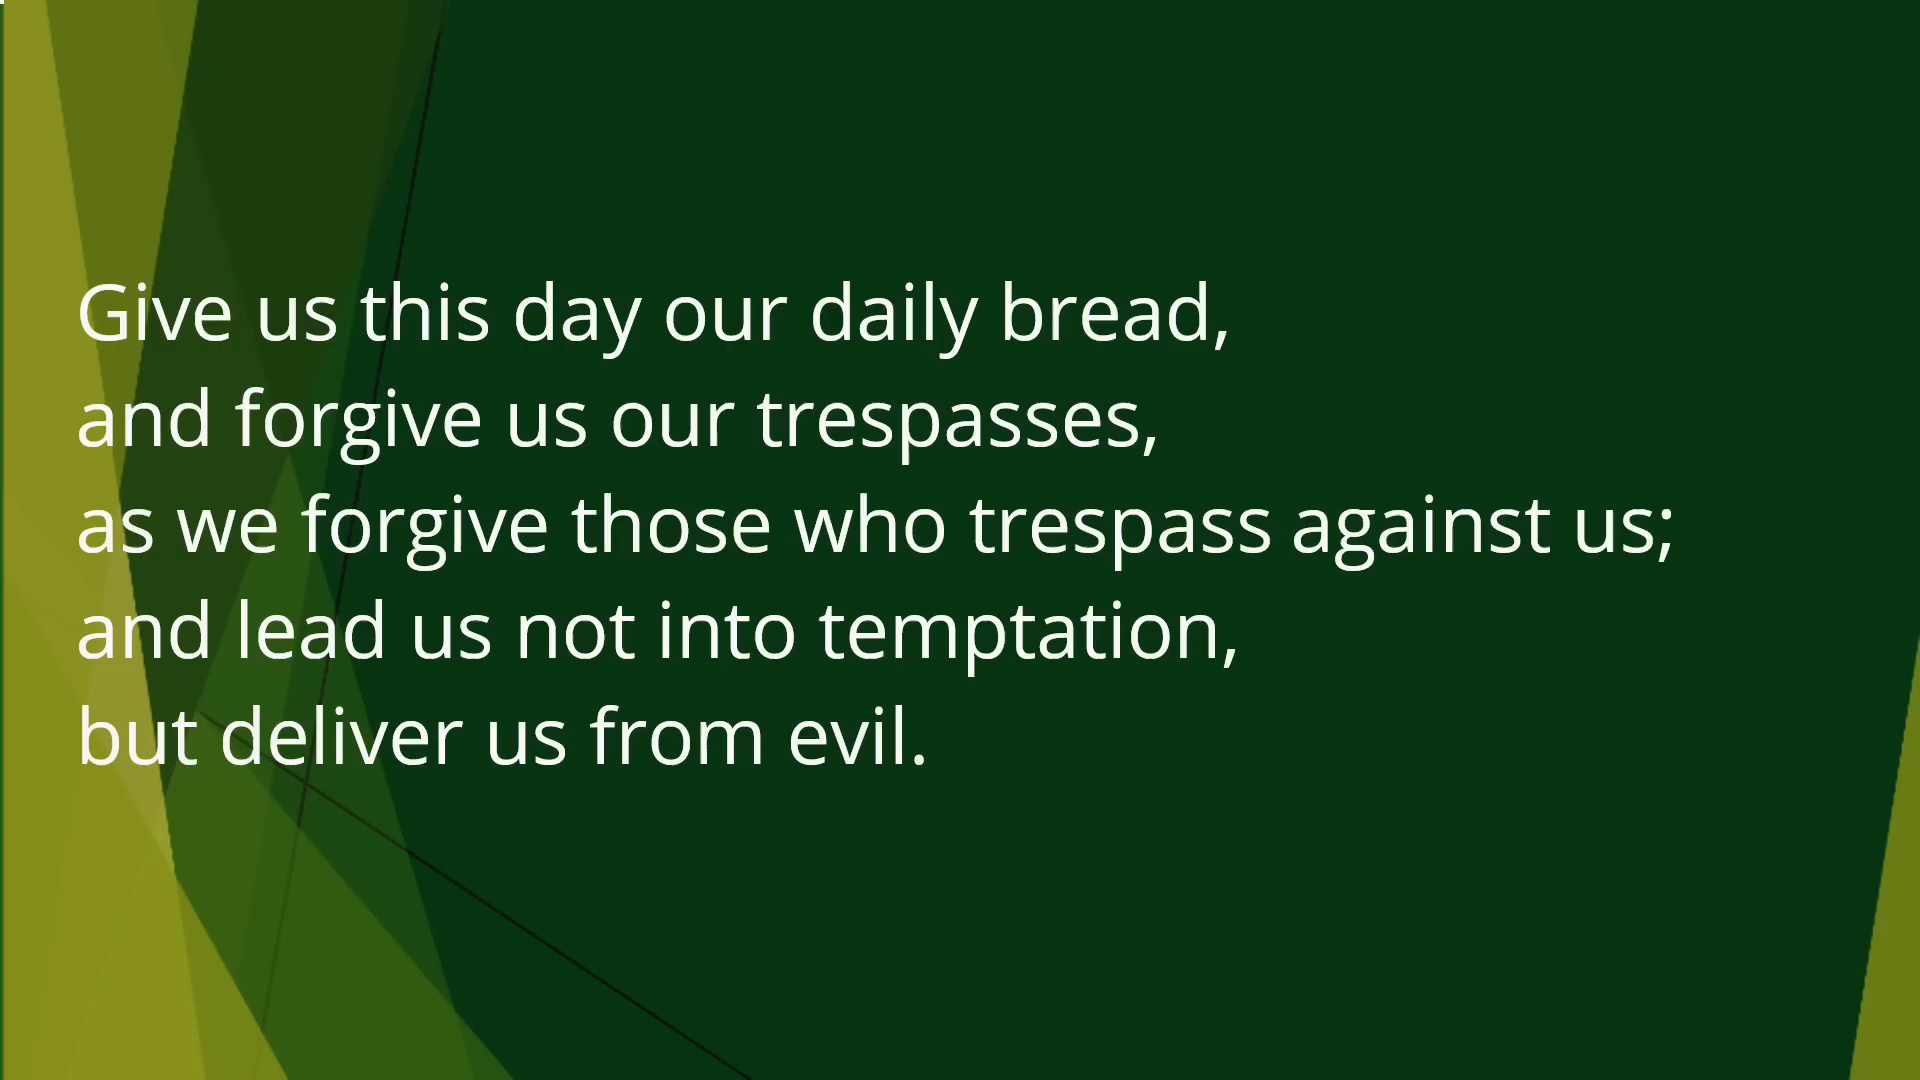 Give us this day our daily bread,
and forgive us our trespasses,
as we forgive those who trespass against us;
and lead us not into temptation,
but deliver us from evil.